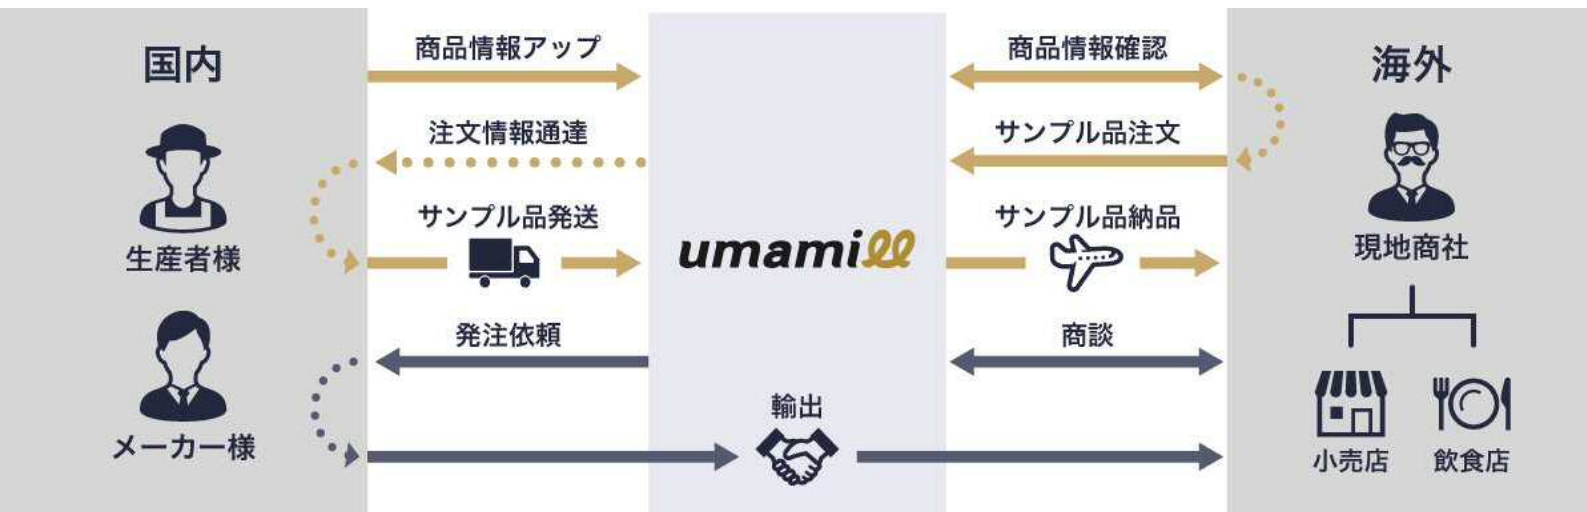 国内
生産者様
メーカー様
商品情報アップ
注文情報通達
サンプル品発送
発注依頼
umamill
輸出
商品情報確認
サンプル品注文
サンプル品納品
商談
海外
現地商社
小売店
飲食店